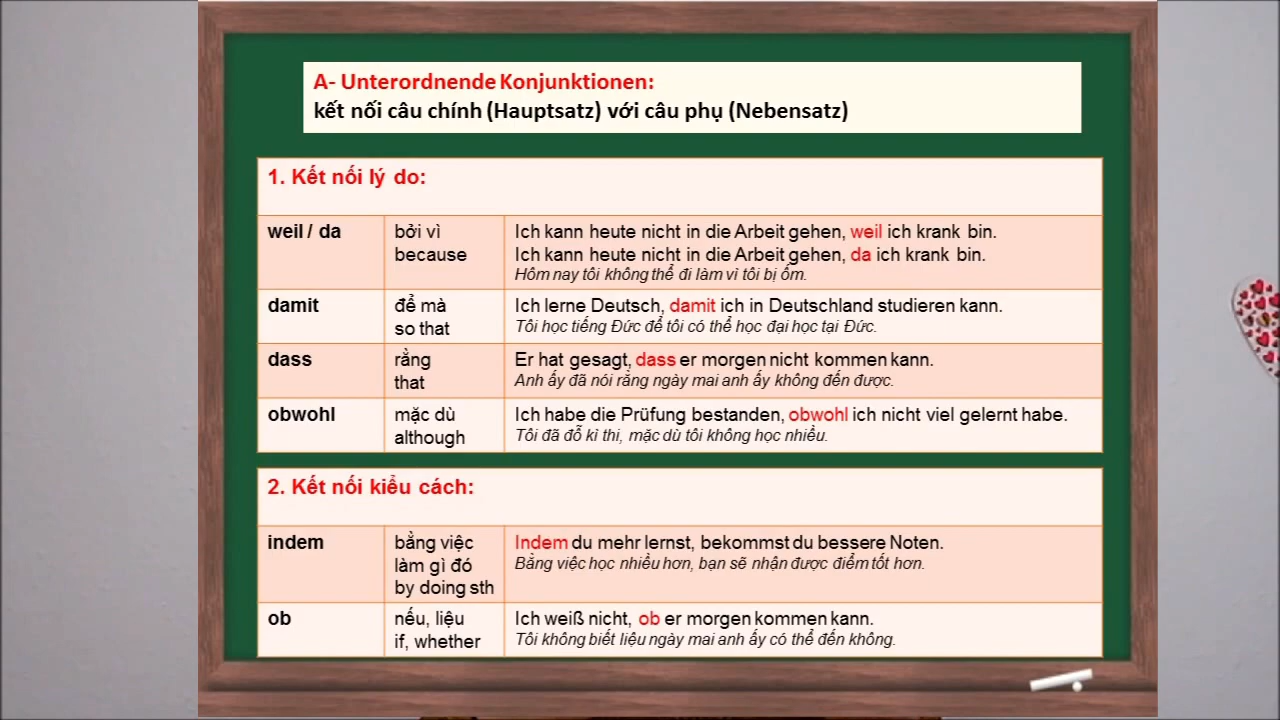 A- Unterordnende Konjunktionen:
kết nối câu chính (Hauptsatz) với câu phụ (Nebensatz)
1. Kết nối lý do:
weil / da
bởi vì
because
Ich kann heute nicht in die Arbeit gehen, weil ich krank bin.
Ich kann heute nicht in die Arbeit gehen, da ich krank bin.
Hôm nay tôi không thể đi làm vì tôi bị ốm.
damit
để mà
so that
Ich lerne Deutsch, damit ich in Deutschland studieren kann.
Tôi học tiếng Đức để tôi có thể học đại học tại Đức.
dass
rằng
that
Er hat gesagt, dass er morgen nicht kommen kann.
Anh ấy đã nói rằng ngày mai anh ấy không đến được.
obwohl
mặc dù
although
Ich habe die Prüfung bestanden, obwohl ich nicht viel gelernt habe.
Tôi đã đỗ kì thi, mặc dù tôi không học nhiều.
2. Kết nối kiểu cách:
indem
bằng việc
làm gì đó
by doing sth
Indem du mehr lernst, bekommst du bessere Noten.
Bằng việc học nhiều hơn, bạn sẽ nhận được điểm tốt hơn.
ob
nếu, liệu
if, whether
Ich weiß nicht, ob er morgen kommen kann.
Tôi không biết liệu ngày mai anh ấy có thể đến không.